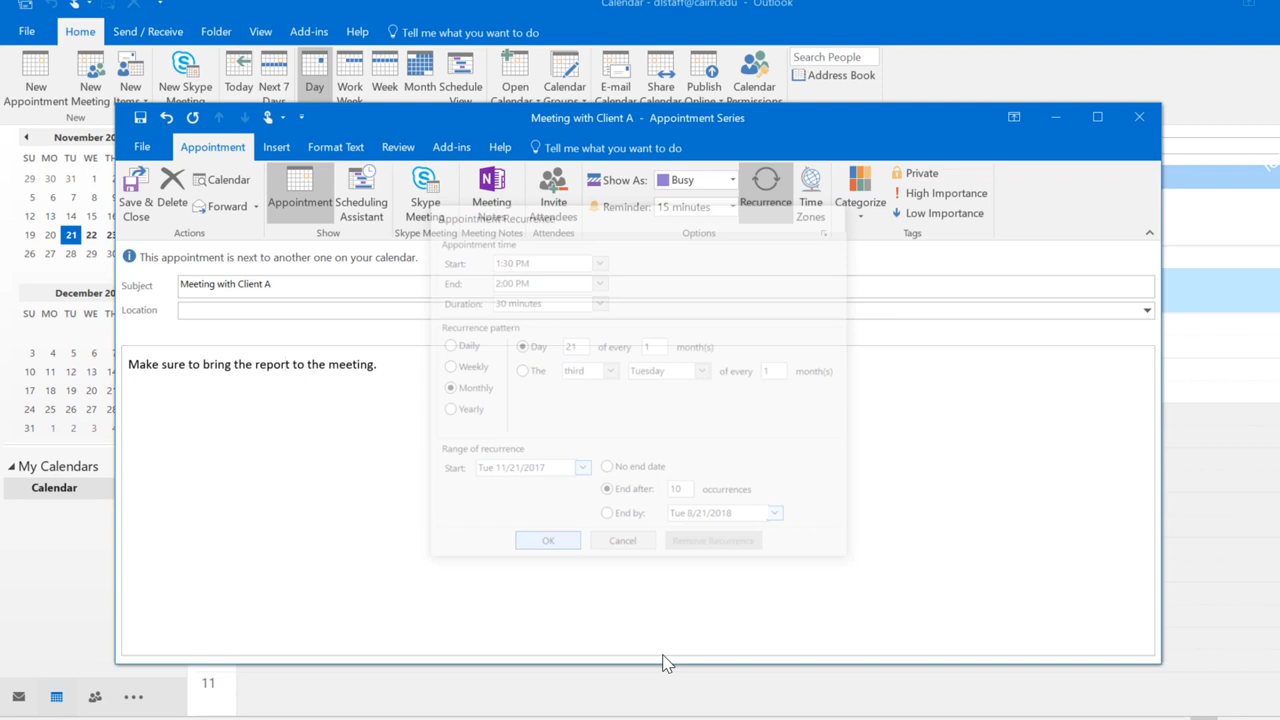 Calendar - dlstaff@cairn.edu - Outlook
File Home Send / Receive Folder View Add-ins Help Tell me what you want to do
New Appointment New Meeting New Items New Skype Meeting Today Next 7 Days Day Work Week Week Month Schedule View Open Calendar Calendar Groups E-mail Calendar Share Calendar Publish Online Calendar Permissions Search People
Address Book
New
Meeting with Client A - Appointment Series
File Appointment Insert Format Text Review Add-ins Help Tell me what you want to do
Save & Close Delete Calendar Forward Appointment Scheduling Assistant Skype Meeting Meeting Notes Invite Attendees Show As: Busy Reminder: 15 minutes Recurrence Time Zones Categorize Private High Importance Low Importance
Actions Show Skype Meeting Meeting Notes Attendees Options Tags
This appointment is next to another one on your calendar.
Subject Meeting with Client A
Location
Make sure to bring the report to the meeting.
Appointment Recurrence
Appointment time
Start: 1:30 PM
End: 2:00 PM
Duration: 30 minutes
Recurrence pattern
Daily Day 21 of every 1 month(s)
Weekly The third Tuesday of every 1 month(s)
Monthly
Yearly
Range of recurrence
Start: Tue 11/21/2017 No end date
End after: 10 occurrences
End by: Tue 8/21/2018
OK Cancel Remove Recurrence
November 20
SU MO TU WE TH
29 30 31 1 2
5 6 7 8 9
12 13 14 15 16
19 20 21 22 23
26 27 28 29 30
December 20
SU MO TU WE TH
3 4 5 6 7
10 11 12 13 14
17 18 19 20 21
24 25 26 27 28
31 1 2 3 4
My Calendars
Calendar
11